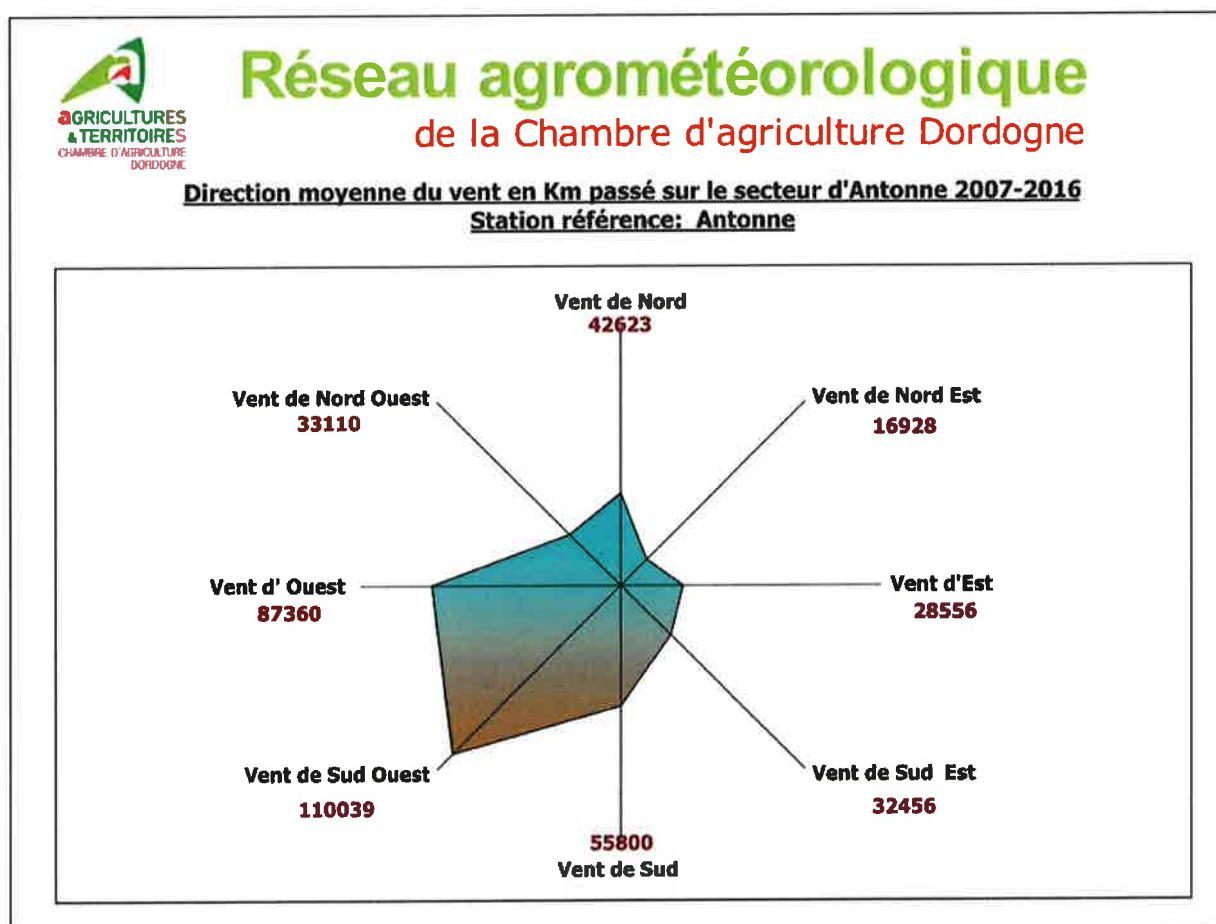 Réseau agrométéorologique
de la Chambre d'agriculture Dordogne
aGRICULTURES
& TERRITOIRES
CHAMBRE D'AGRICULTURE
DORDOGNE
Direction moyenne du vent en Km passé sur le secteur d'Antonne 2007-2016
Station référence: Antonne
Vent de Nord
42623
Vent de Nord Ouest
33110
Vent de Nord Est
16928
Vent d' Ouest
87360
Vent d'Est
28556
Vent de Sud Ouest
110039
Vent de Sud Est
32456
55800
Vent de Sud